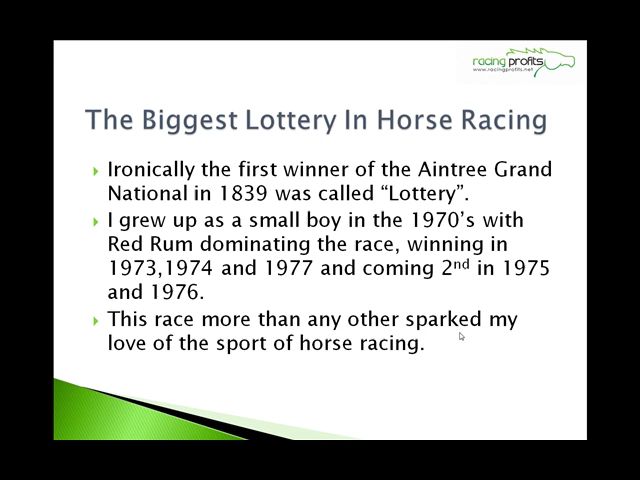 racing profits
www.racingprofits.net
The Biggest Lottery In Horse Racing
Ironically the first winner of the Aintree Grand
National in 1839 was called “Lottery”.
I grew up as a small boy in the 1970’s with
Red Rum dominating the race, winning in
1973,1974 and 1977 and coming 2nd in 1975
and 1976.
This race more than any other sparked my
love of the sport of horse racing.